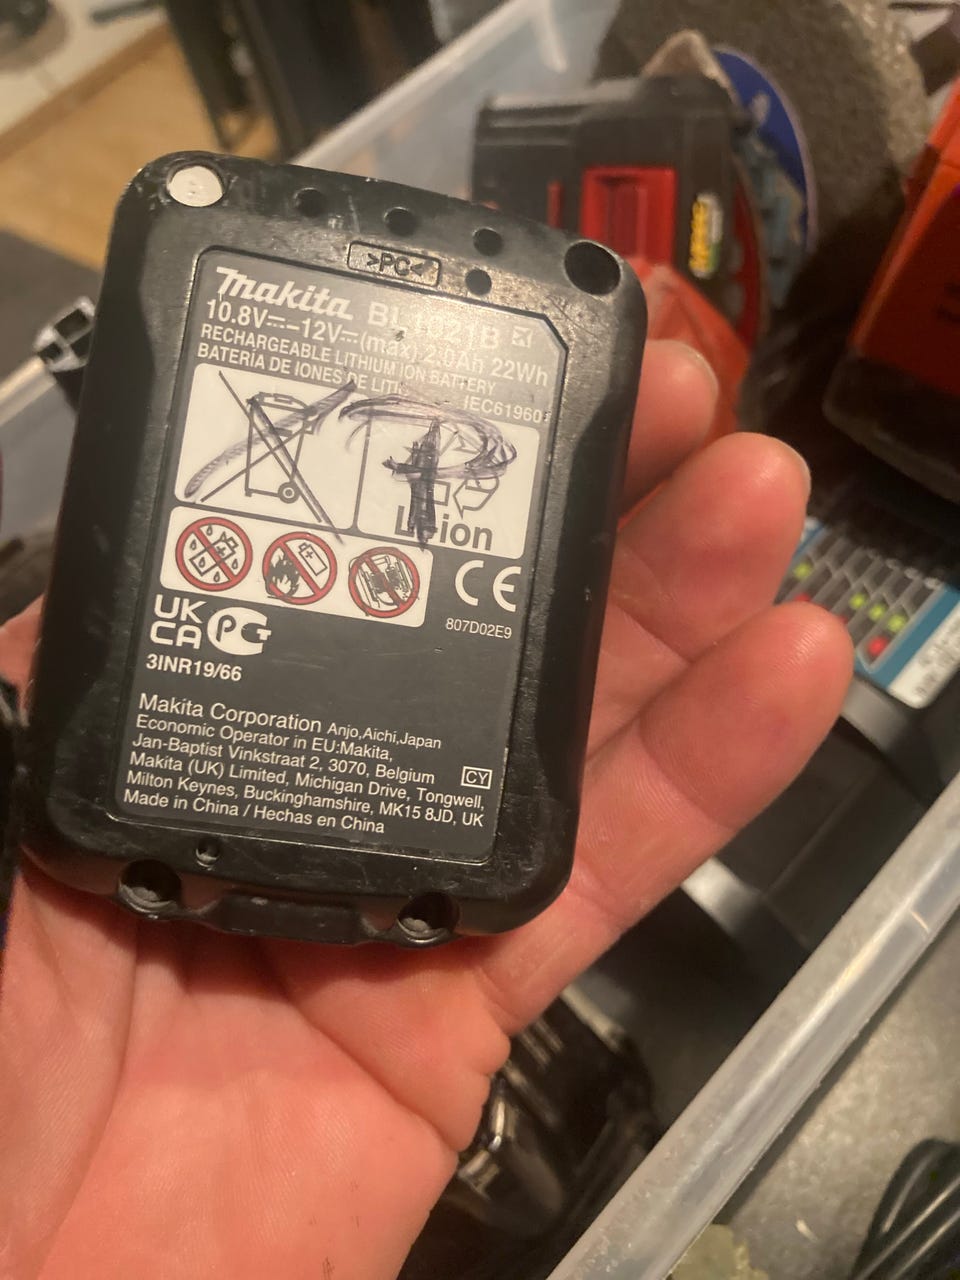 >PC<
Makita BL1021B
10.8V⎓-12V⎓(max) 2.0Ah 22Wh
RECHARGEABLE LITHIUM ION BATTERY
BATERÍA DE IONES DE LITIO
IEC61960
Li-ion
CE
807D02E9
UK
CA
3INR19/66
Makita Corporation Anjo,Aichi,Japan
Economic Operator in EU:Makita,
Jan-Baptist Vinkstraat 2, 3070, Belgium
Makita (UK) Limited, Michigan Drive, Tongwell,
Milton Keynes, Buckinghamshire, MK15 8JD, UK
Made in China / Hechas en China
CY